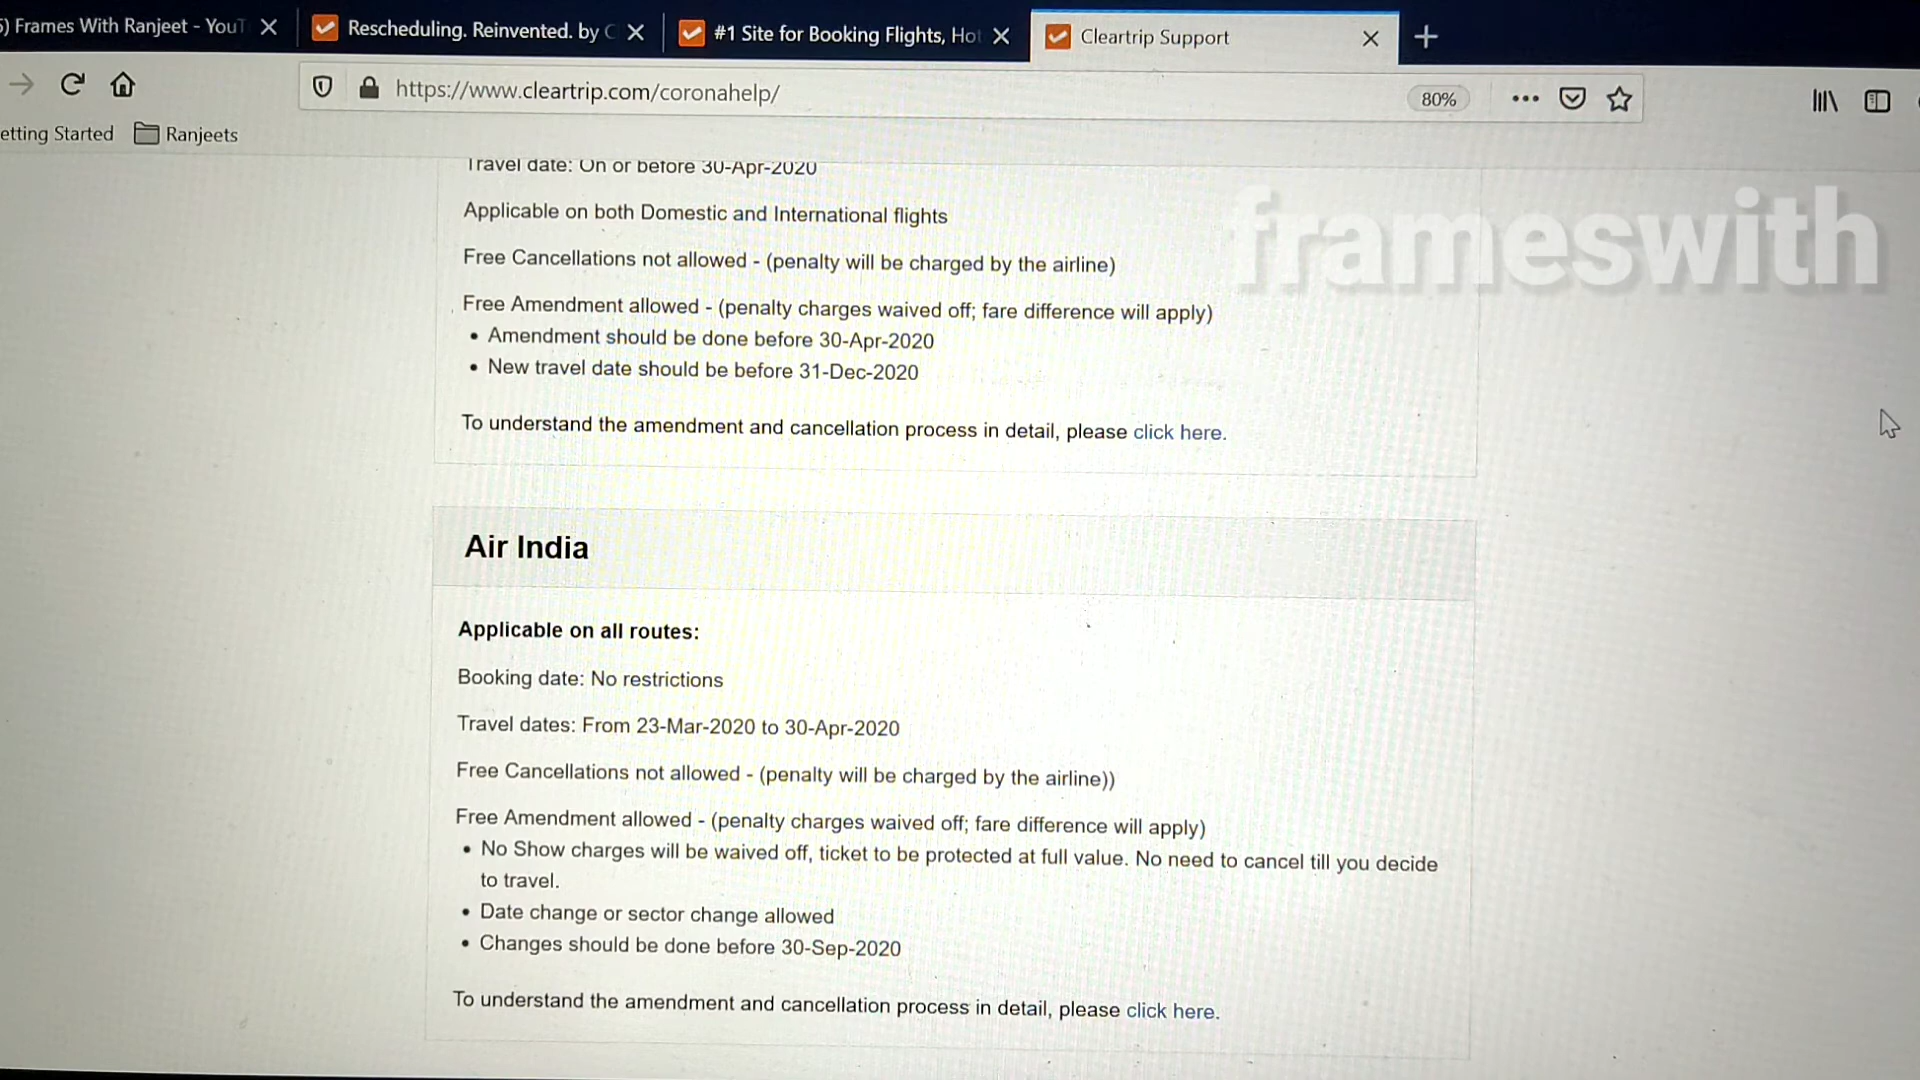 ) Frames With Ranjeet - YouT
Rescheduling. Reinvented. by C
#1 Site for Booking Flights, Hot
Cleartrip Support
https://www.cleartrip.com/coronahelp/
80%
etting Started
Ranjeets
Travel date: On or before 30-Apr-2020
frameswith
Applicable on both Domestic and International flights
Free Cancellations not allowed - (penalty will be charged by the airline)
Free Amendment allowed - (penalty charges waived off; fare difference will apply)
• Amendment should be done before 30-Apr-2020
• New travel date should be before 31-Dec-2020
To understand the amendment and cancellation process in detail, please click here.
Air India
Applicable on all routes:
Booking date: No restrictions
Travel dates: From 23-Mar-2020 to 30-Apr-2020
Free Cancellations not allowed - (penalty will be charged by the airline))
Free Amendment allowed - (penalty charges waived off; fare difference will apply)
• No Show charges will be waived off, ticket to be protected at full value. No need to cancel till you decide
to travel.
• Date change or sector change allowed
• Changes should be done before 30-Sep-2020
To understand the amendment and cancellation process in detail, please click here.